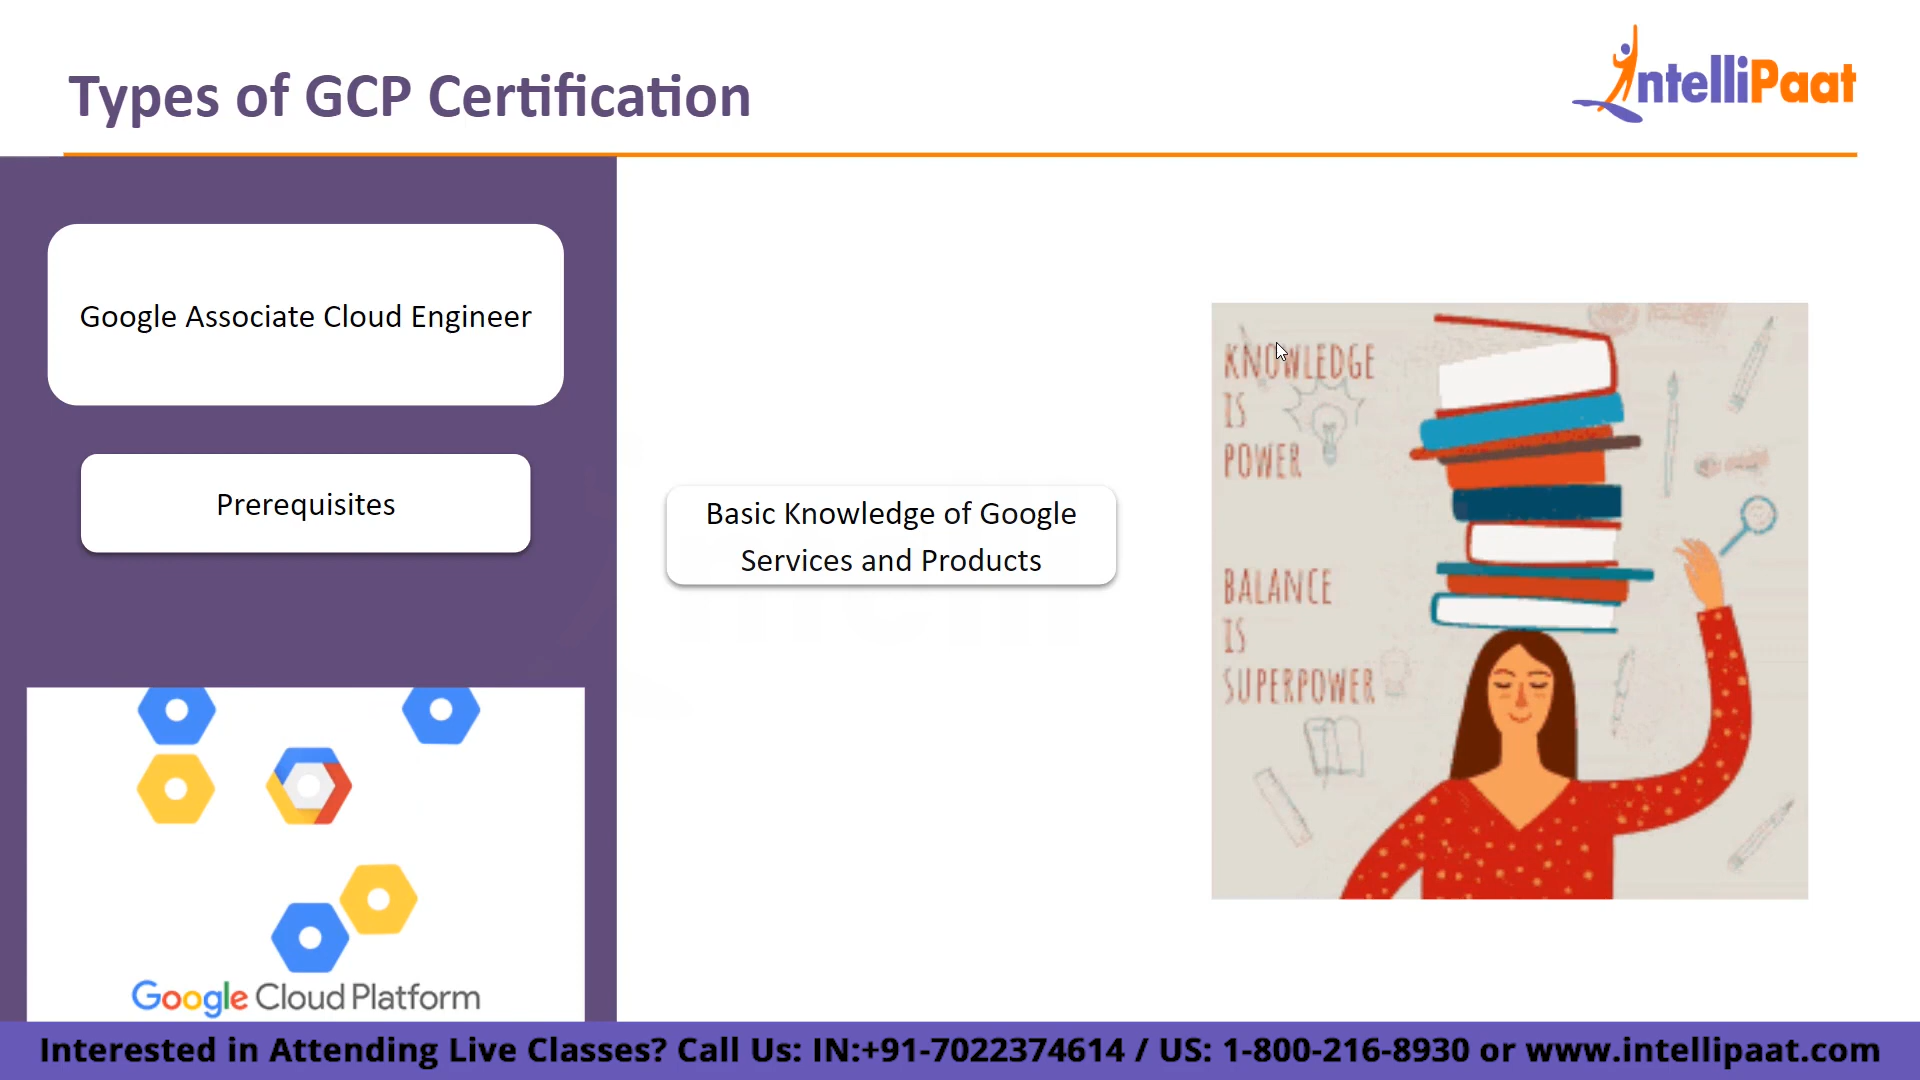 Types of GCP Certification
IntelliPaat
Google Associate Cloud Engineer
Prerequisites
Basic Knowledge of Google
Services and Products
KNOWLEDGE
IS
POWER
BALANCE
IS
SUPERPOWER
Google Cloud Platform
Interested in Attending Live Classes? Call Us: IN:+91-7022374614 / US: 1-800-216-8930 or www.intellipaat.com